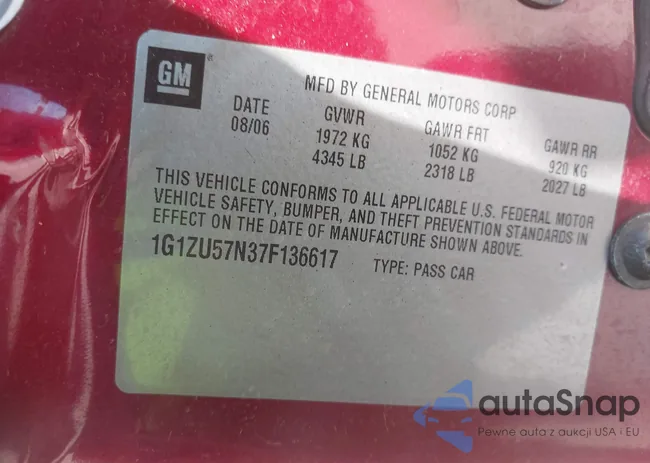 GM
MFD BY GENERAL MOTORS CORP
DATE GVWR GAWR FRT GAWR RR
08/06 1972 KG 1052 KG 920 KG
4345 LB 2318 LB 2027 LB
THIS VEHICLE CONFORMS TO ALL APPLICABLE U.S. FEDERAL MOTOR
VEHICLE SAFETY, BUMPER, AND THEFT PREVENTION STANDARDS IN
EFFECT ON THE DATE OF MANUFACTURE SHOWN ABOVE.
1G1ZU57N37F136617 TYPE: PASS CAR
autaSnap
Pewne auta z aukcji USA i EU